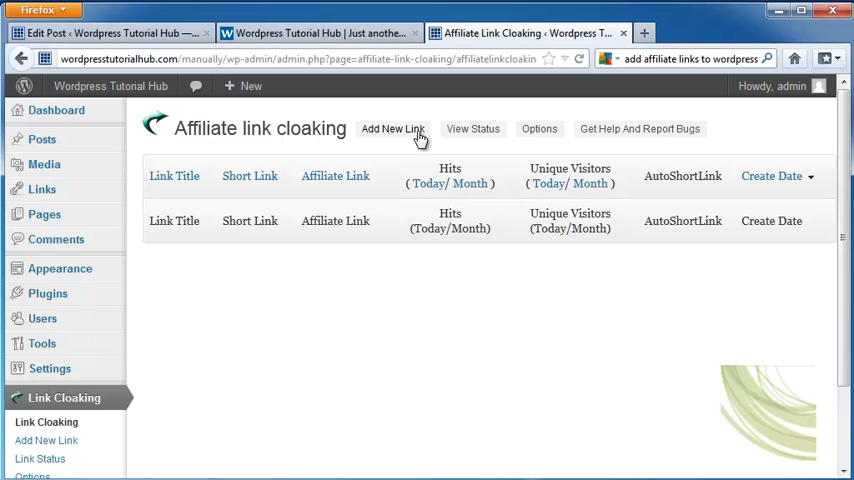 Firefox
Edit Post ‹ Wordpress Tutorial Hub —...
Wordpress Tutorial Hub | Just anothe...
Affiliate Link Cloaking ‹ Wordpress T...
wordpresstutorialhub.com/manually/wp-admin/admin.php?page=affiliate-link-cloaking/affiliatelinkcloakin
add affiliate links to wordpress
Wordpress Tutorial Hub
New
Howdy, admin
Dashboard
Posts
Media
Links
Pages
Comments
Appearance
Plugins
Users
Tools
Settings
Link Cloaking
Link Cloaking
Add New Link
Link Status
Options
Affiliate link cloaking
Add New Link
View Status
Options
Get Help And Report Bugs
Link Title Short Link Affiliate Link Hits ( Today/ Month ) Unique Visitors ( Today/ Month ) AutoShortLink Create Date
Link Title Short Link Affiliate Link Hits (Today/Month) Unique Visitors (Today/Month) AutoShortLink Create Date